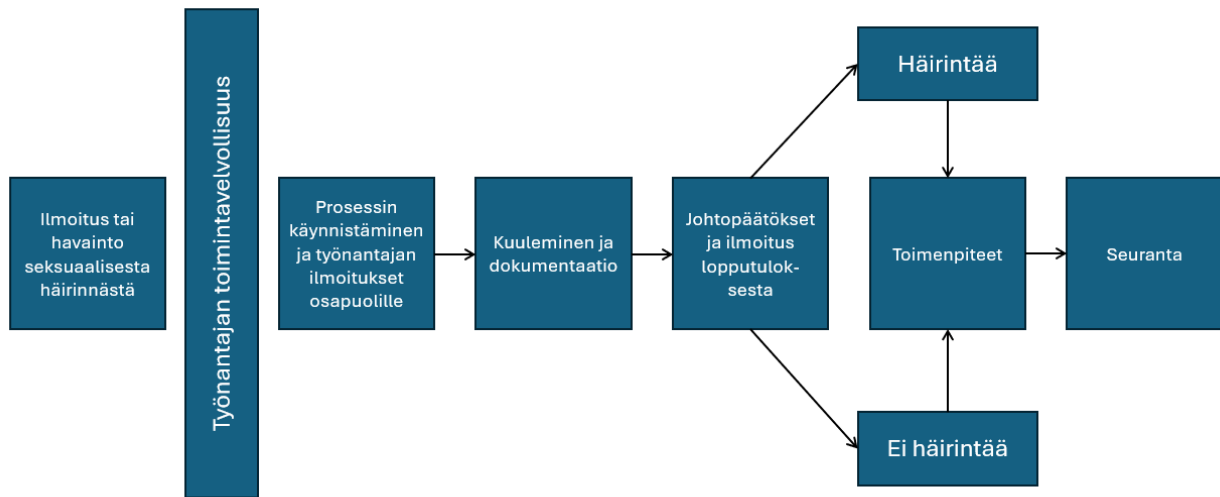 Ilmoitus tai
havainto
seksuaalisesta
häirinnästä
Työnantajan toimintavelvollisuus
Prosessin
käynnistäminen
ja työnantajan
ilmoitukset
osapuolille
Kuuleminen ja
dokumentaatio
Johtopäätökset
ja ilmoitus
lopputulok-
sesta
Häirintää
Ei häirintää
Toimenpiteet
Seuranta